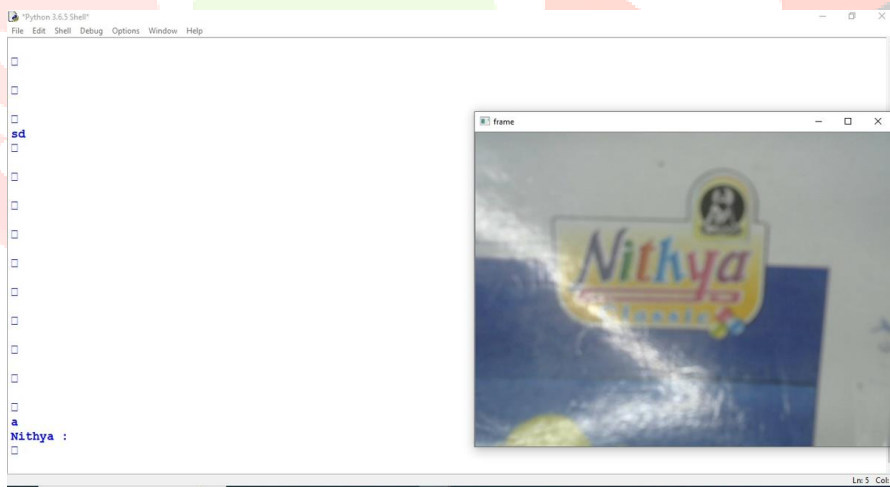 *Python 3.6.5 Shell*
File Edit Shell Debug Options Window Help
sd
a
Nithya :
frame
Nithya
Classic
Ln: 5 Col: